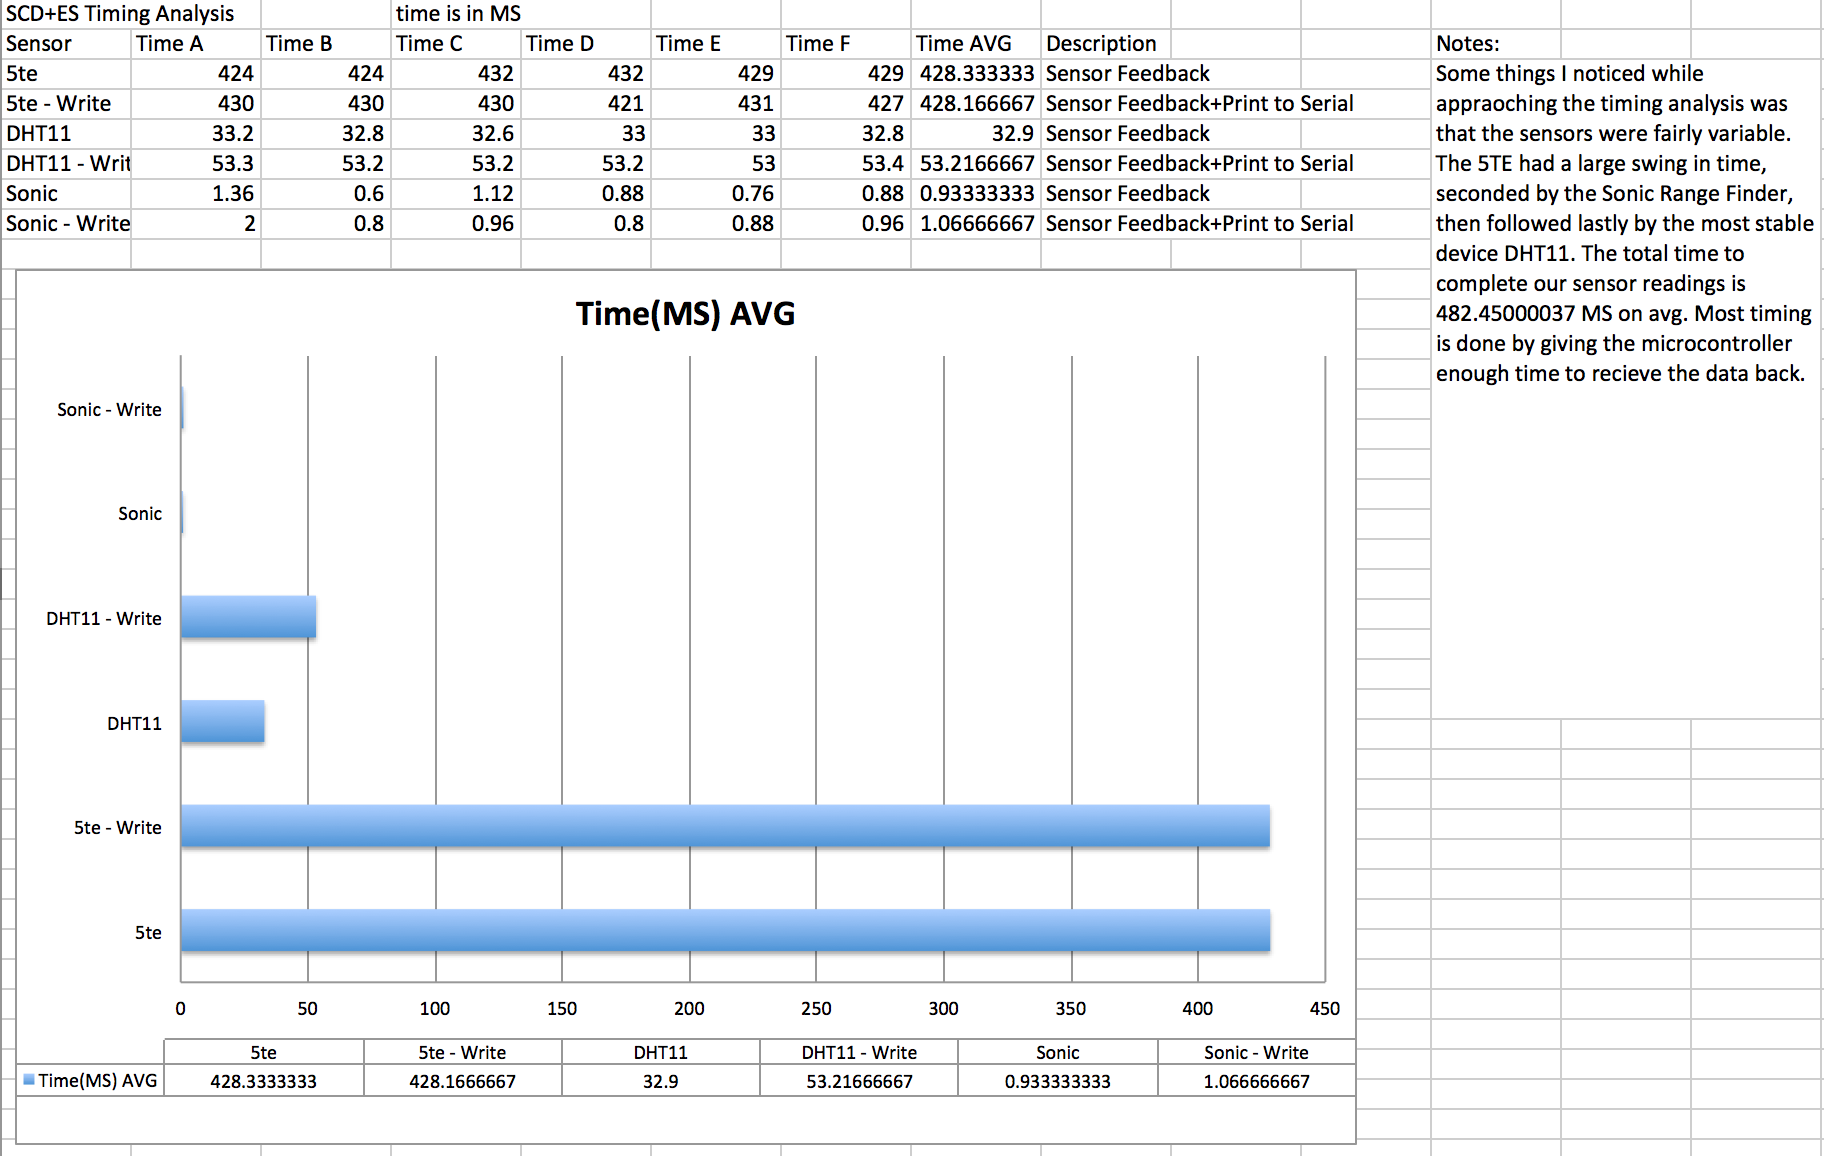 SCD+ES Timing Analysis time is in MS
Sensor Time A Time B Time C Time D Time E Time F Time AVG Description
5te 424 424 432 432 429 429 428.333333 Sensor Feedback
5te - Write 430 430 430 421 431 427 428.166667 Sensor Feedback+Print to Serial
DHT11 33.2 32.8 32.6 33 33 32.8 32.9 Sensor Feedback
DHT11 - Writ 53.3 53.2 53.2 53.2 53 53.4 53.2166667 Sensor Feedback+Print to Serial
Sonic 1.36 0.6 1.12 0.88 0.76 0.88 0.93333333 Sensor Feedback
Sonic - Write 2 0.8 0.96 0.8 0.88 0.96 1.06666667 Sensor Feedback+Print to Serial
Notes:
Some things I noticed while
appraoching the timing analysis was
that the sensors were fairly variable.
The 5TE had a large swing in time,
seconded by the Sonic Range Finder,
then followed lastly by the most stable
device DHT11. The total time to
complete our sensor readings is
482.45000037 MS on avg. Most timing
is done by giving the microcontroller
enough time to recieve the data back.
Time(MS) AVG
Sonic - Write
Sonic
DHT11 - Write
DHT11
5te - Write
5te
0 50 100 150 200 250 300 350 400 450
5te 5te - Write DHT11 DHT11 - Write Sonic Sonic - Write
Time(MS) AVG 428.3333333 428.1666667 32.9 53.21666667 0.933333333 1.066666667